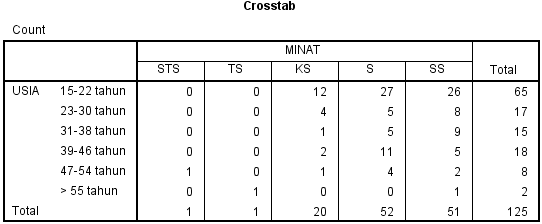 Crosstab
Count
MINAT
STS TS KS S SS Total
USIA 15-22 tahun 0 0 12 27 26 65
23-30 tahun 0 0 4 5 8 17
31-38 tahun 0 0 1 5 9 15
39-46 tahun 0 0 2 11 5 18
47-54 tahun 1 0 1 4 2 8
> 55 tahun 0 1 0 0 1 2
Total 1 1 20 52 51 125